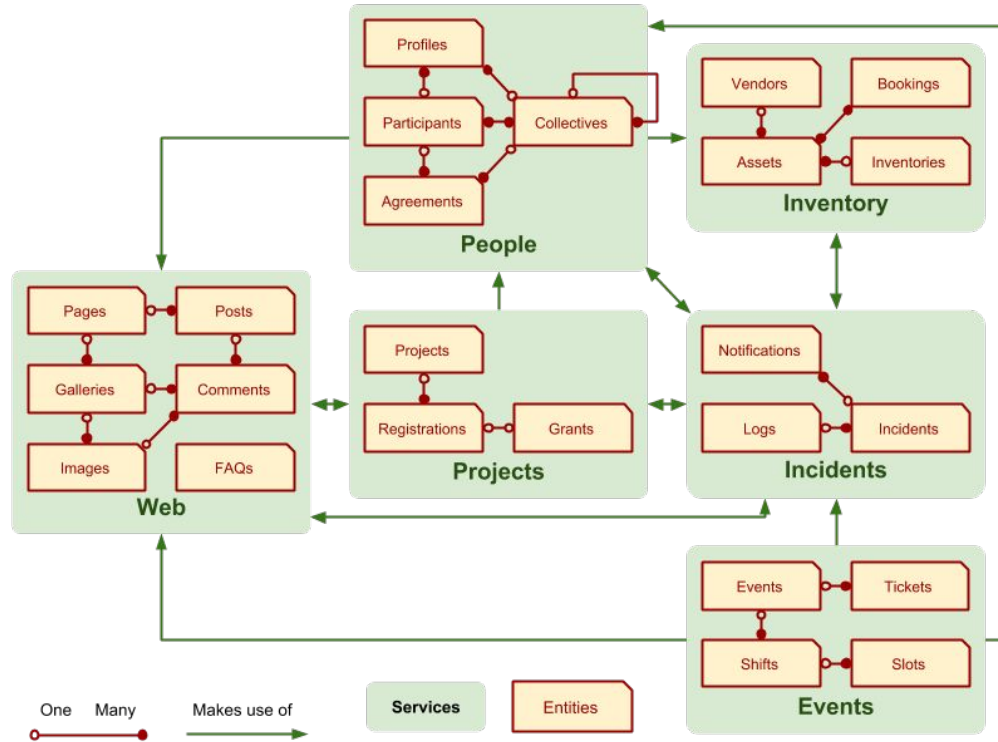 Profiles
Participants
Collectives
Agreements
People
Vendors
Bookings
Assets
Inventories
Inventory
Pages
Posts
Galleries
Comments
Images
FAQs
Web
Projects
Registrations
Grants
Projects
Notifications
Logs
Incidents
Incidents
Events
Tickets
Shifts
Slots
Events
One Many
Makes use of
Services
Entities